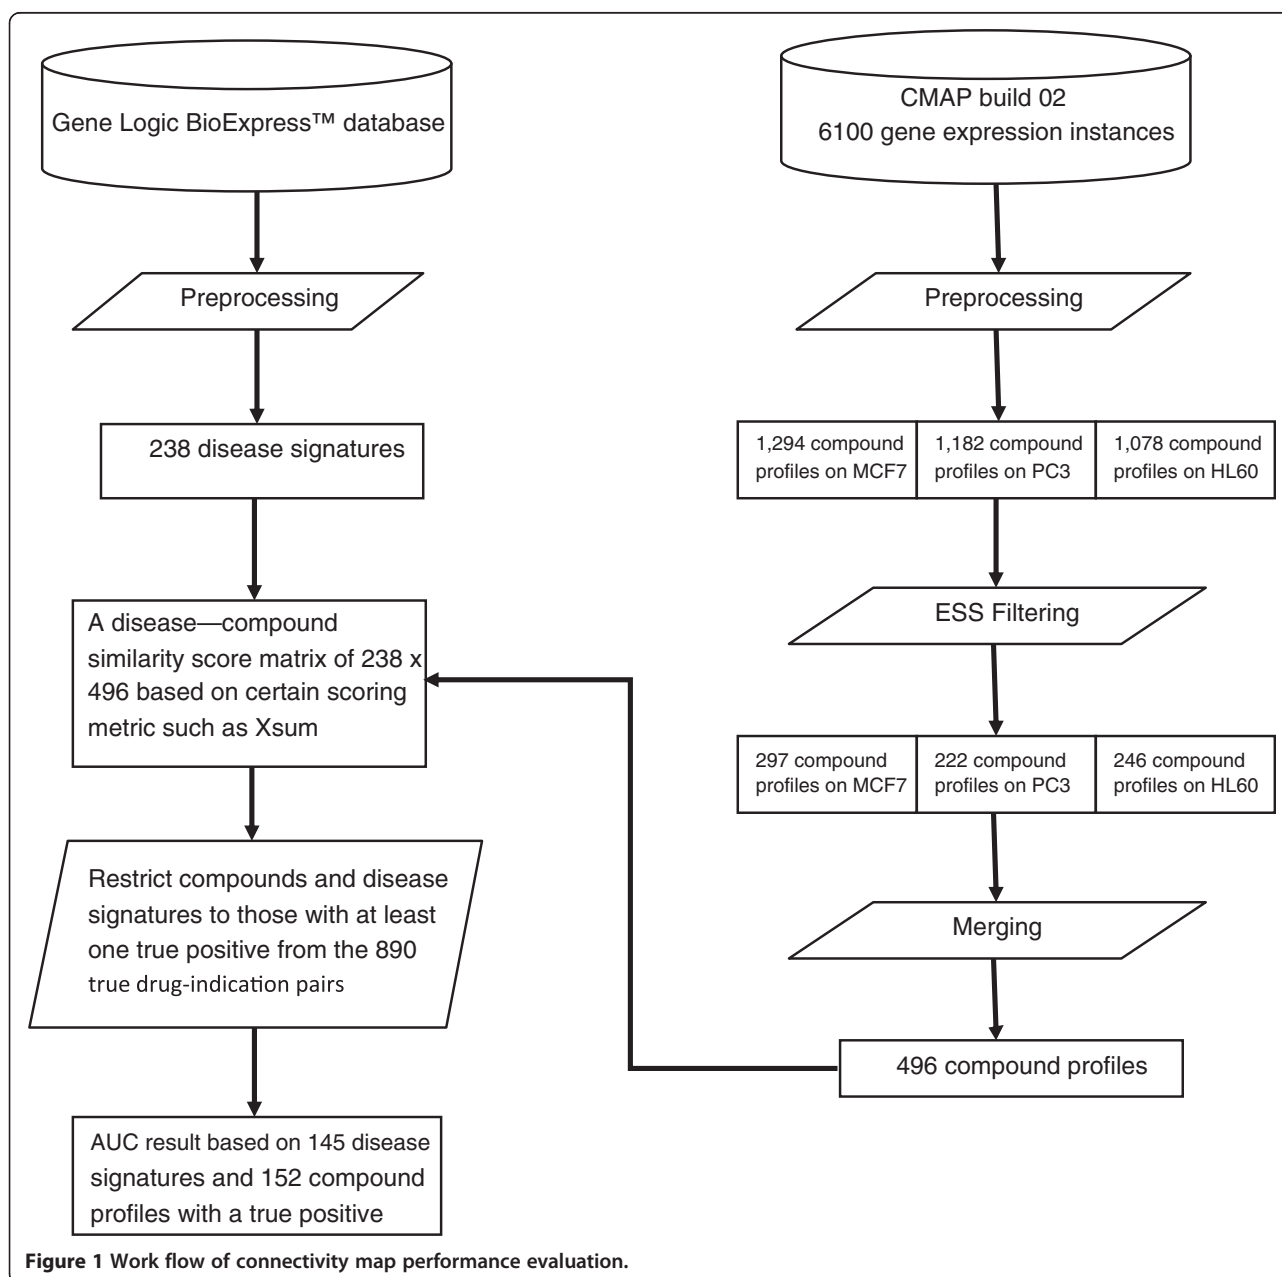 Gene Logic BioExpress™ database
Preprocessing
238 disease signatures
A disease—compound
similarity score matrix of 238 x
496 based on certain scoring
metric such as Xsum
Restrict compounds and disease
signatures to those with at least
one true positive from the 890
true drug-indication pairs
AUC result based on 145 disease
signatures and 152 compound
profiles with a true positive
CMAP build 02
6100 gene expression instances
Preprocessing
1,294 compound
profiles on MCF7
1,182 compound
profiles on PC3
1,078 compound
profiles on HL60
ESS Filtering
297 compound
profiles on MCF7
222 compound
profiles on PC3
246 compound
profiles on HL60
Merging
496 compound profiles
Figure 1 Work flow of connectivity map performance evaluation.